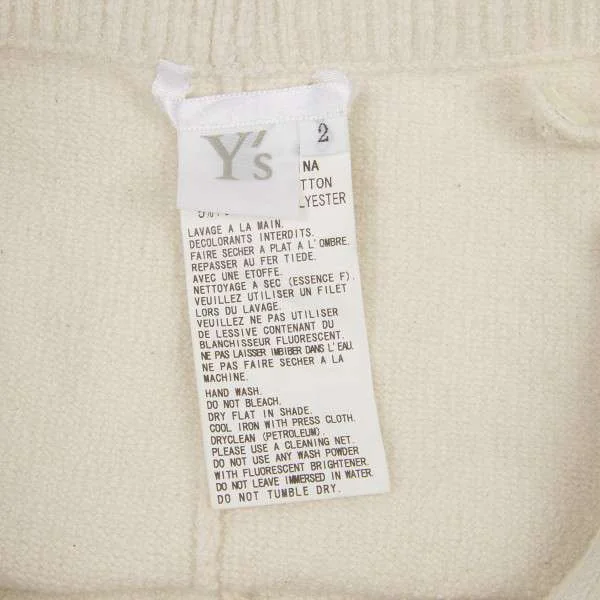 Y's
2
NA
TTON
LYESTER
5%
LAVAGE A LA MAIN.
DECOLORANTS INTERDITS.
FAIRE SECHER A PLAT A L'OMBRE.
REPASSER AU FER TIEDE.
AVEC UNE ETOFFE.
NETTOYAGE A SEC (ESSENCE F).
VEUILLEZ UTILISER UN FILET
LORS DU LAVAGE.
VEUILLEZ NE PAS UTILISER
DE LESSIVE CONTENANT DU
BLANCHISSEUR FLUORESCENT.
NE PAS LAISSER IMBIBER DANS L'EAU.
NE PAS FAIRE SECHER A LA
MACHINE.
HAND WASH.
DO NOT BLEACH.
DRY FLAT IN SHADE.
COOL IRON WITH PRESS CLOTH.
DRYCLEAN (PETROLEUM).
PLEASE USE A CLEANING NET.
DO NOT USE ANY WASH POWDER
WITH FLUORESCENT BRIGHTENER.
DO NOT LEAVE IMMERSED IN WATER.
DO NOT TUMBLE DRY.